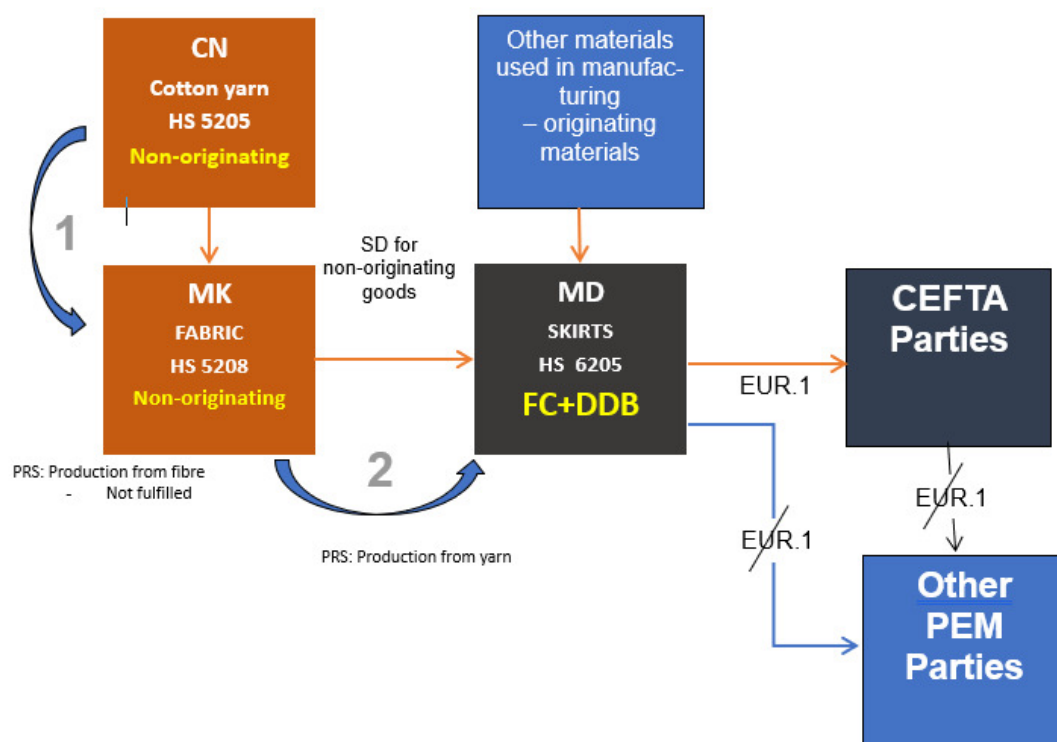 CN
Cotton yarn
HS 5205
Non-originating
Other materials
used in manufac-
turing
– originating
materials
1
SD for
non-originating
goods
MK
FABRIC
HS 5208
Non-originating
MD
SKIRTS
HS 6205
FC+DDB
CEFTA
Parties
EUR.1
PRS: Production from fibre
- Not fulfilled
2
PRS: Production from yarn
EUR.1
EUR.1
Other
PEM
Parties